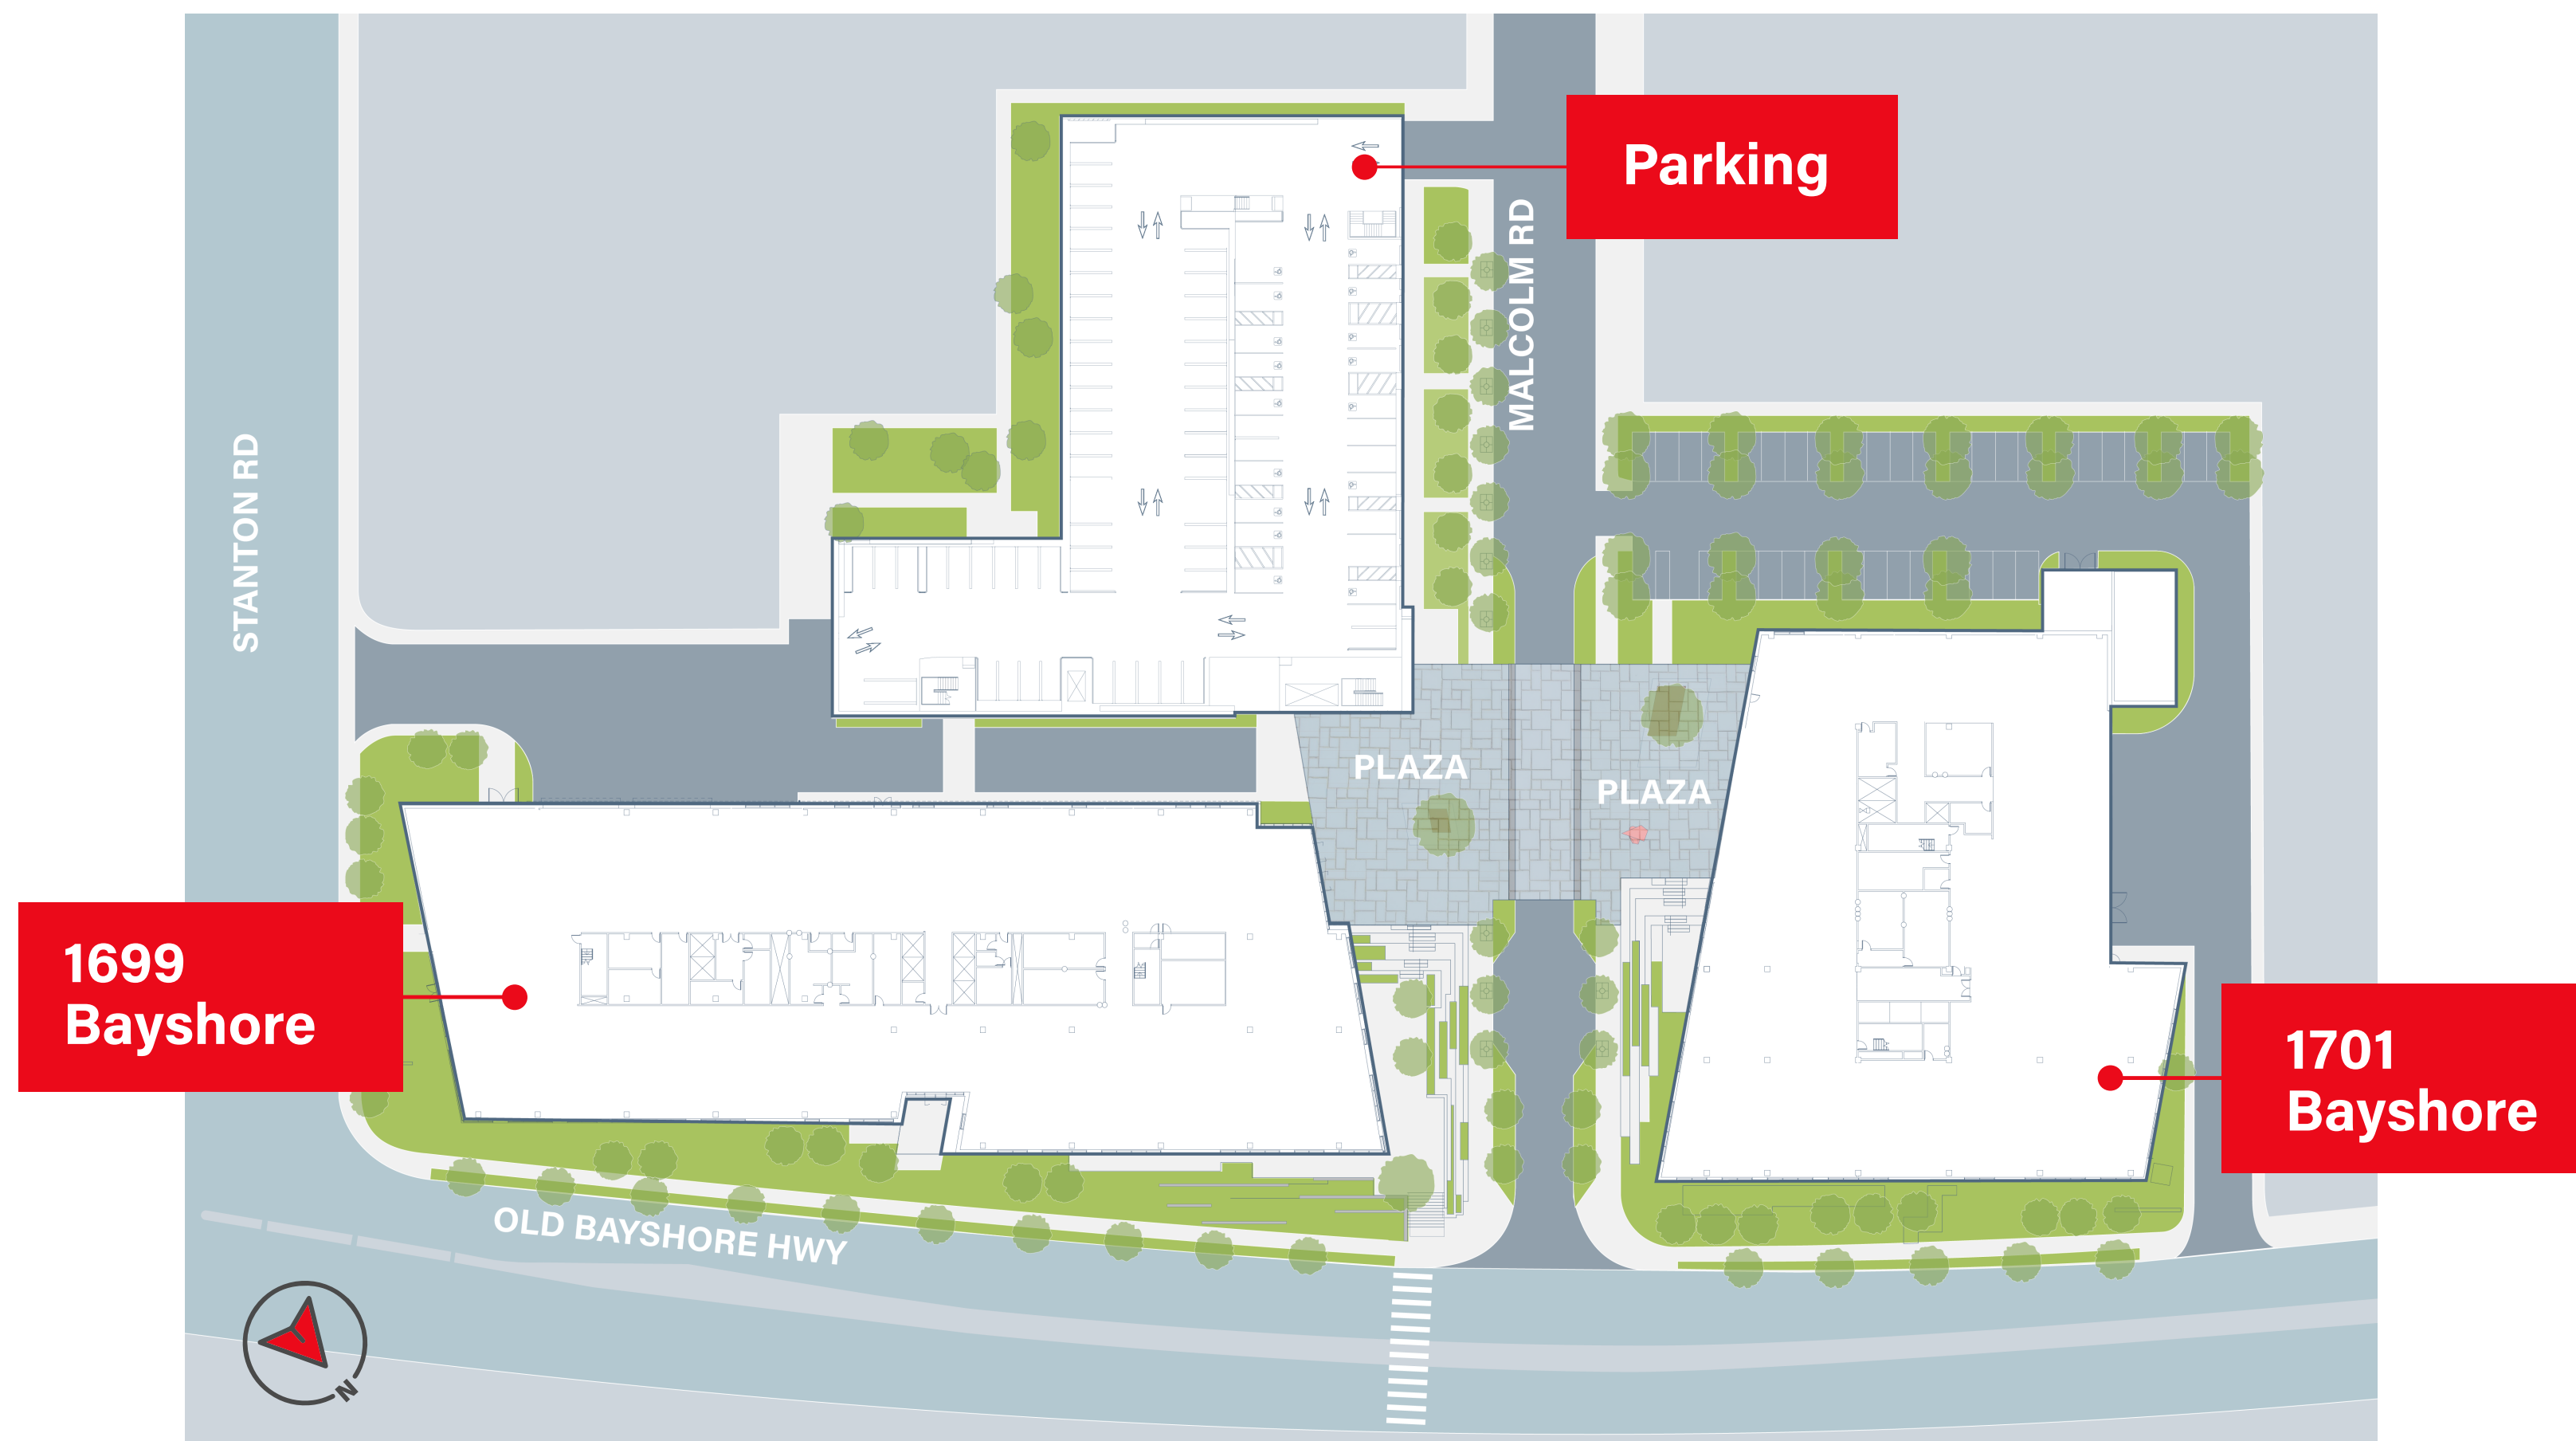 Parking
MALCOLM RD
STANTON RD
PLAZA
PLAZA
1699
Bayshore
1701
Bayshore
OLD BAYSHORE HWY
N